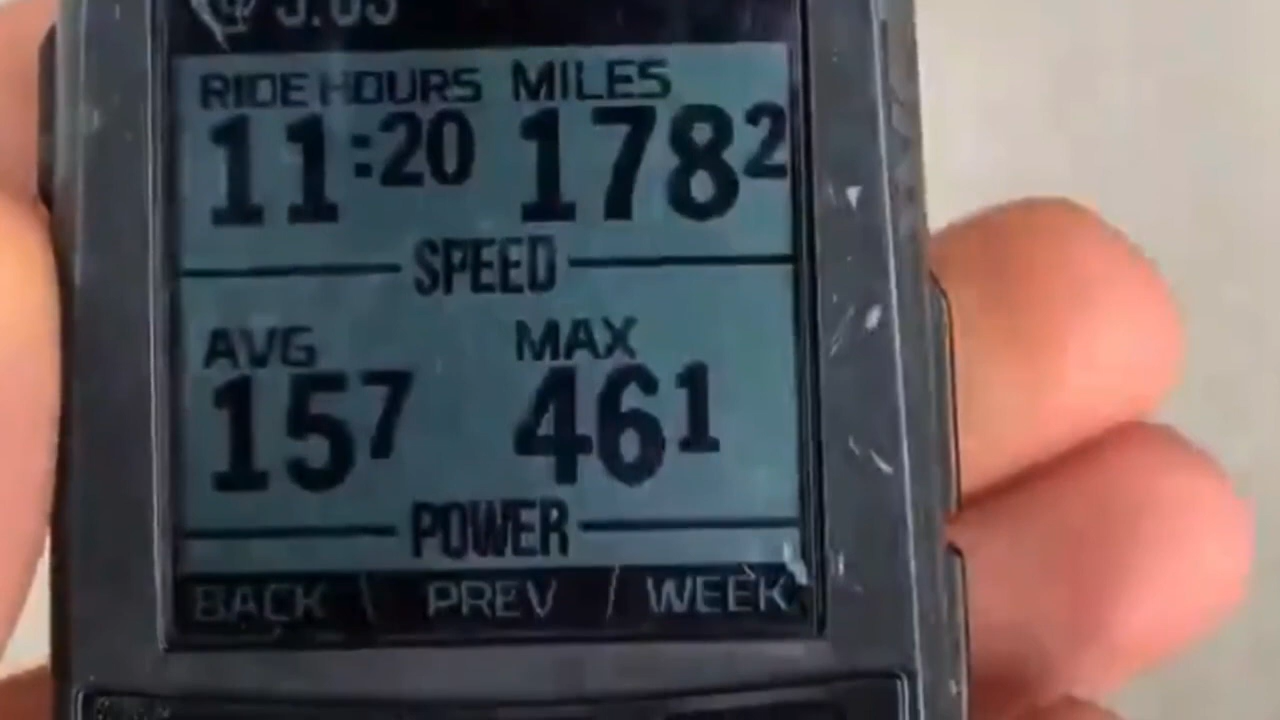 RIDE HOURS MILES
11:20 178²
SPEED
AVG MAX
15⁷ 46¹
POWER
BACK \ PREV / WEEK